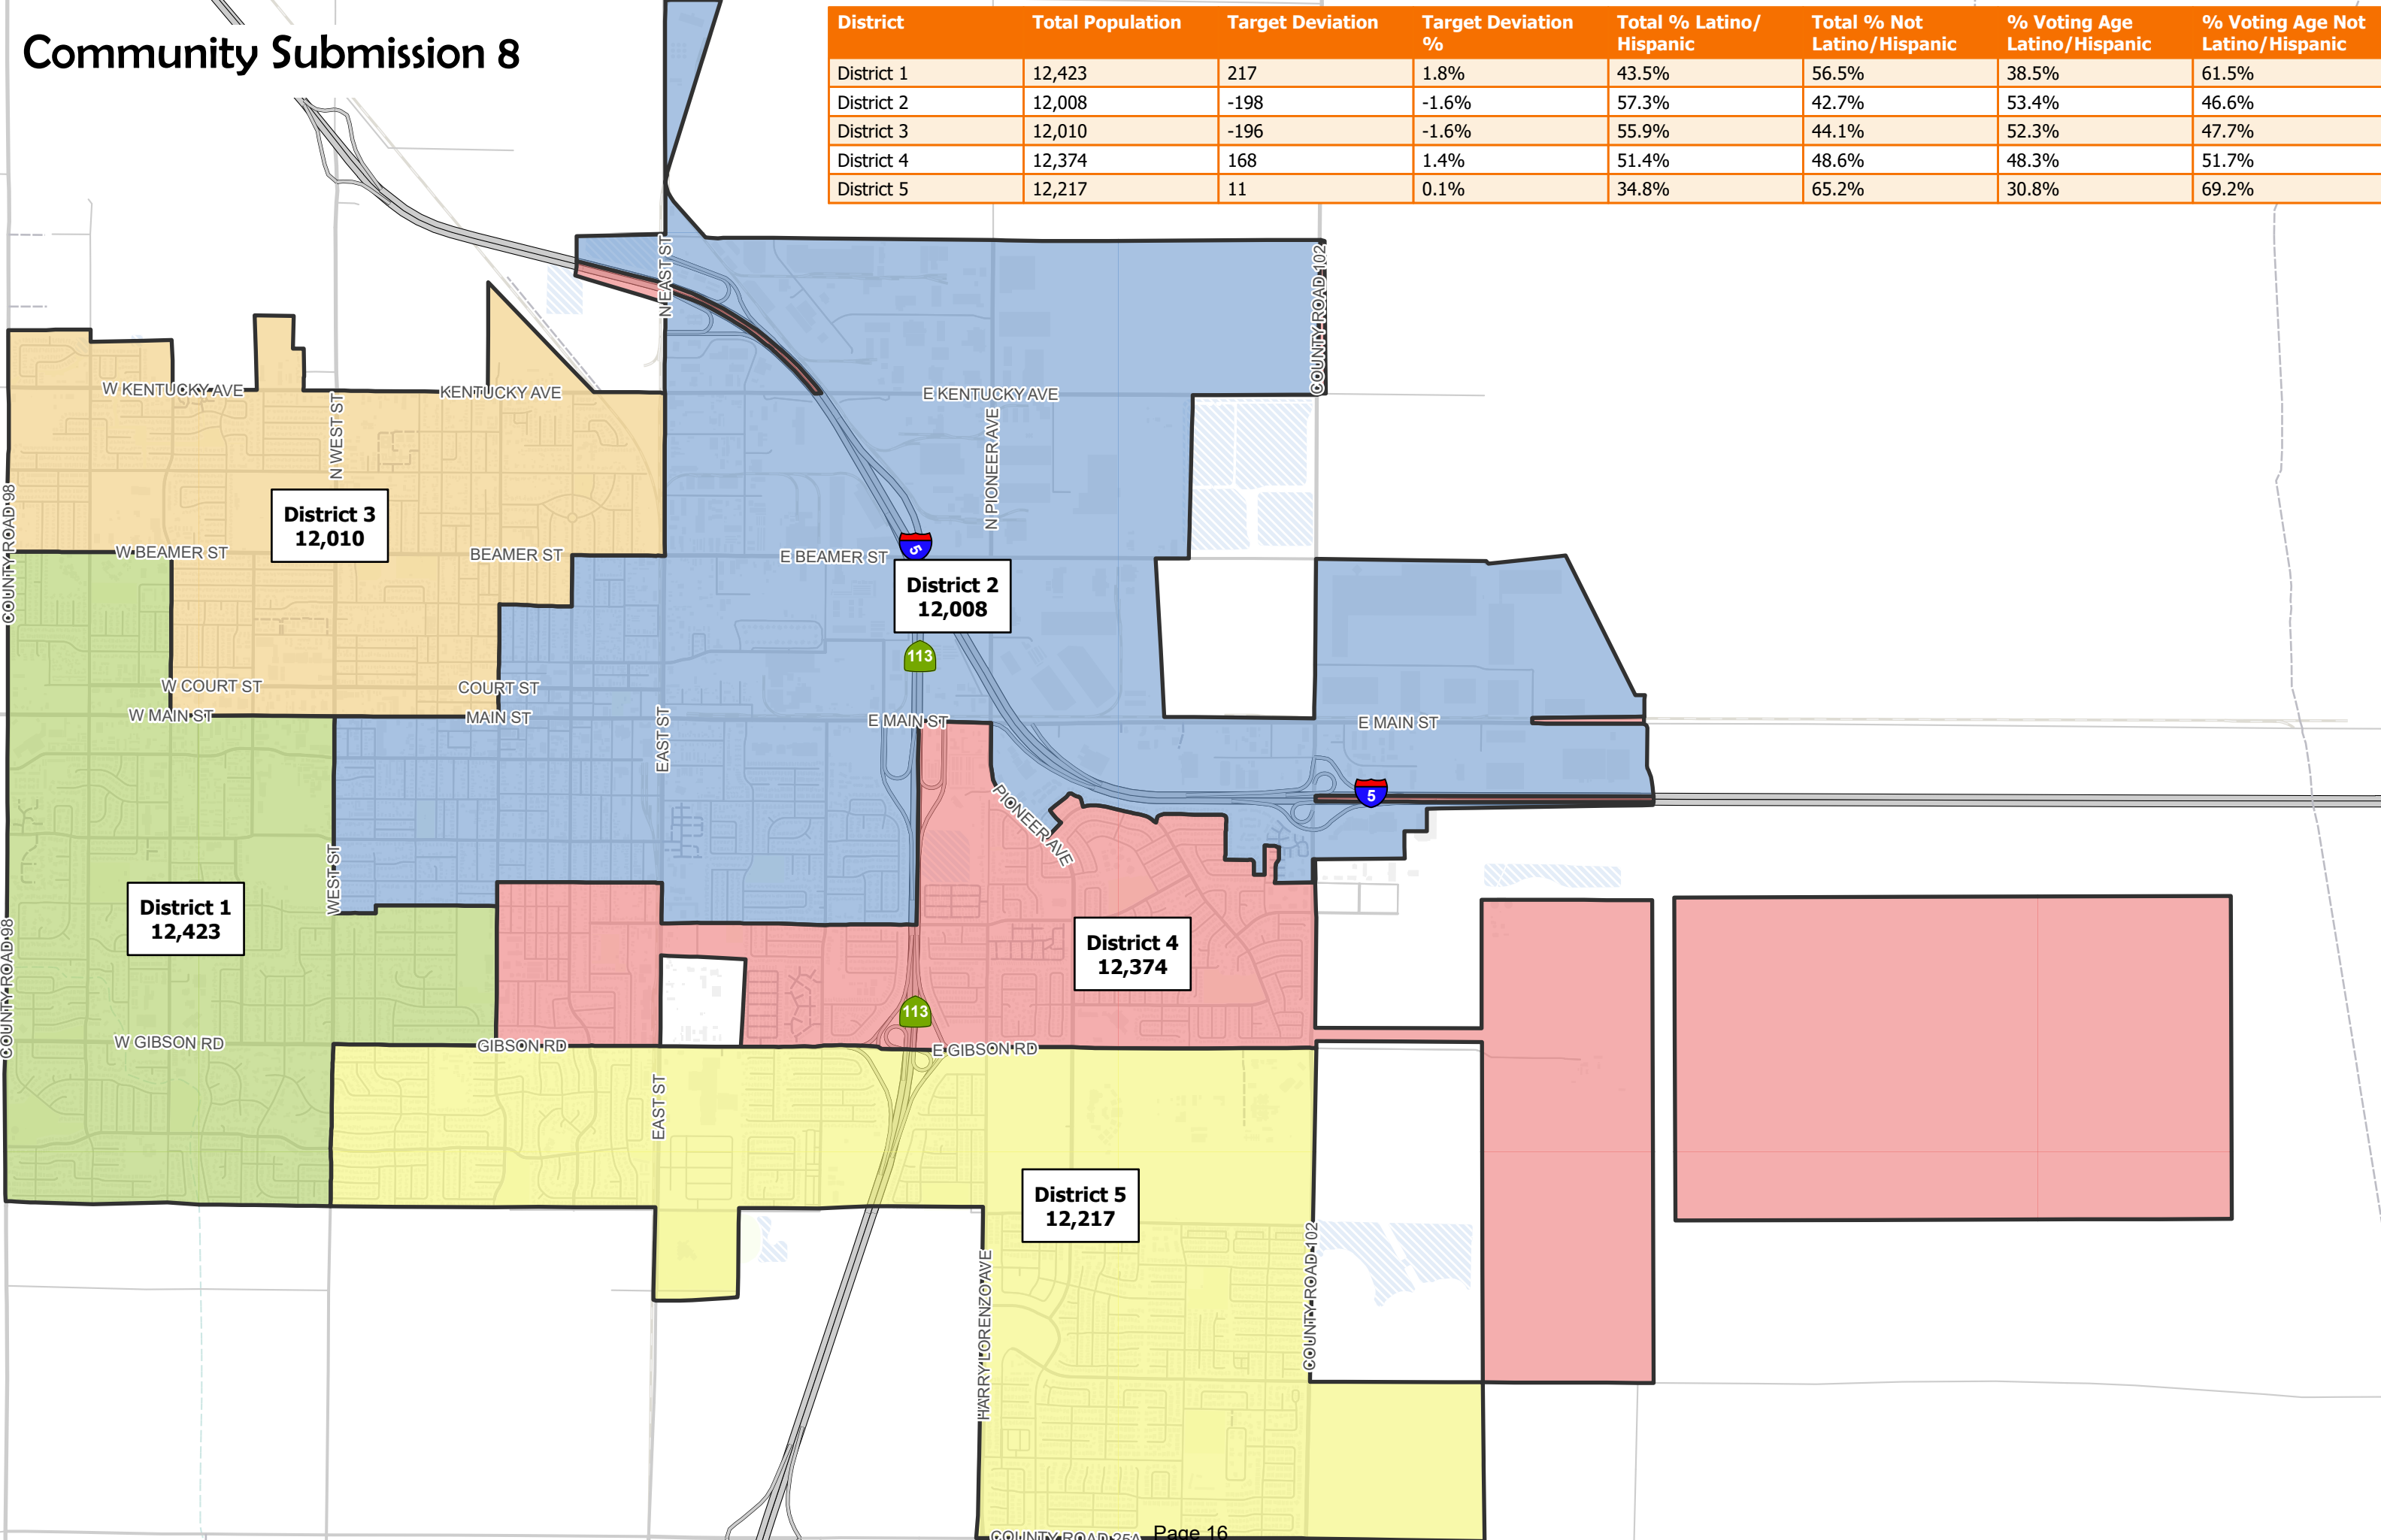 Community Submission 8
District Total Population Target Deviation Target Deviation % Total % Latino/ Hispanic Total % Not Latino/Hispanic % Voting Age Latino/Hispanic % Voting Age Not Latino/Hispanic
District 1 12,423 217 1.8% 43.5% 56.5% 38.5% 61.5%
District 2 12,008 -198 -1.6% 57.3% 42.7% 53.4% 46.6%
District 3 12,010 -196 -1.6% 55.9% 44.1% 52.3% 47.7%
District 4 12,374 168 1.4% 51.4% 48.6% 48.3% 51.7%
District 5 12,217 11 0.1% 34.8% 65.2% 30.8% 69.2%
N EAST ST
COUNTY ROAD 102
W KENTUCKY AVE
KENTUCKY AVE
E KENTUCKY AVE
N WEST ST
N PIONEER AVE
COUNTY ROAD 98
District 3
12,010
W BEAMER ST
BEAMER ST
E BEAMER ST
5
District 2
12,008
113
W COURT ST
COURT ST
W MAIN ST
MAIN ST
E MAIN ST
E MAIN ST
EAST ST
5
PIONEER AVE
WEST ST
District 1
12,423
District 4
12,374
COUNTY ROAD 98
113
W GIBSON RD
GIBSON RD
E GIBSON RD
EAST ST
District 5
12,217
HARRY LORENZO AVE
COUNTY ROAD 102
COUNTY ROAD 25A
Page 16